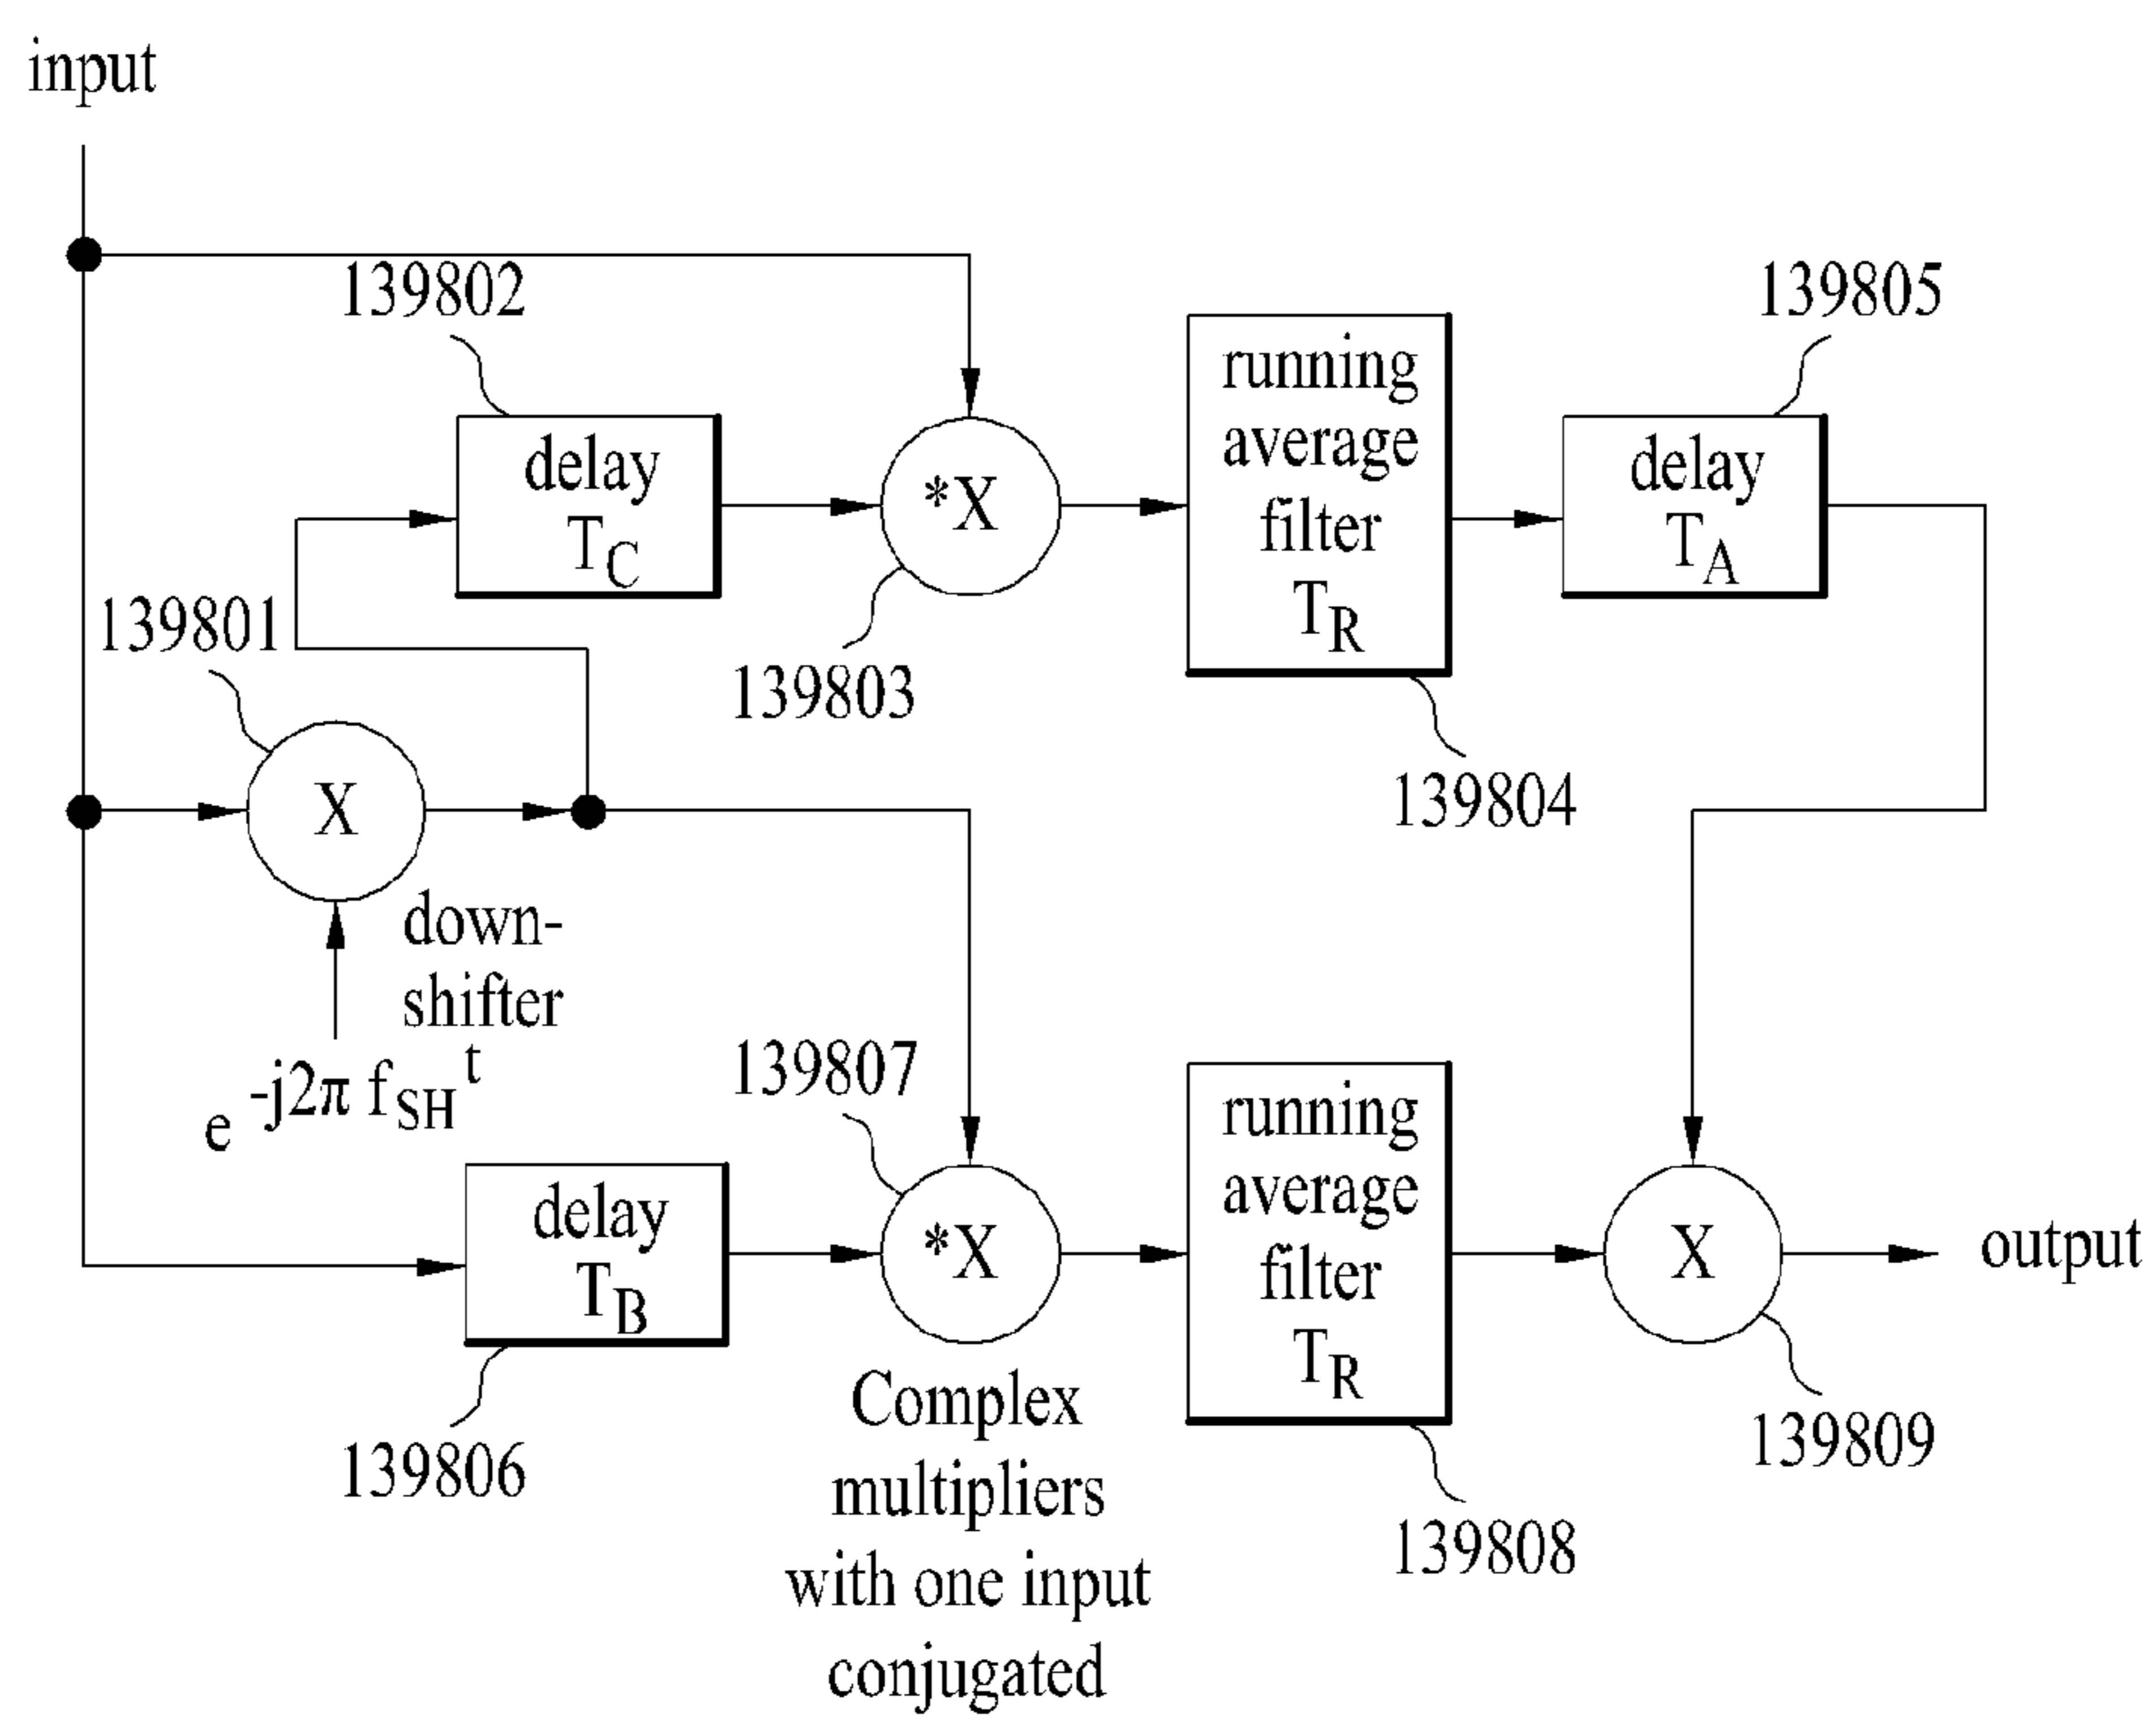 input
139802
139805
delay
T_C
*X
running
average
filter
T_R
delay
T_A
139801
139803
139804
X
down-
shifter
e^{-j2π f_SH t}
139807
delay
T_B
*X
running
average
filter
T_R
X
output
139806
Complex
multipliers
with one input
conjugated
139808
139809